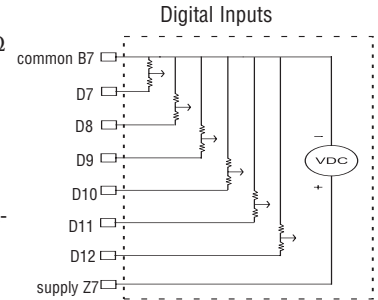 Digital Inputs
Ω
common B7
D7
D8
D9
D10
VDC
D11
-
D12
supply Z7